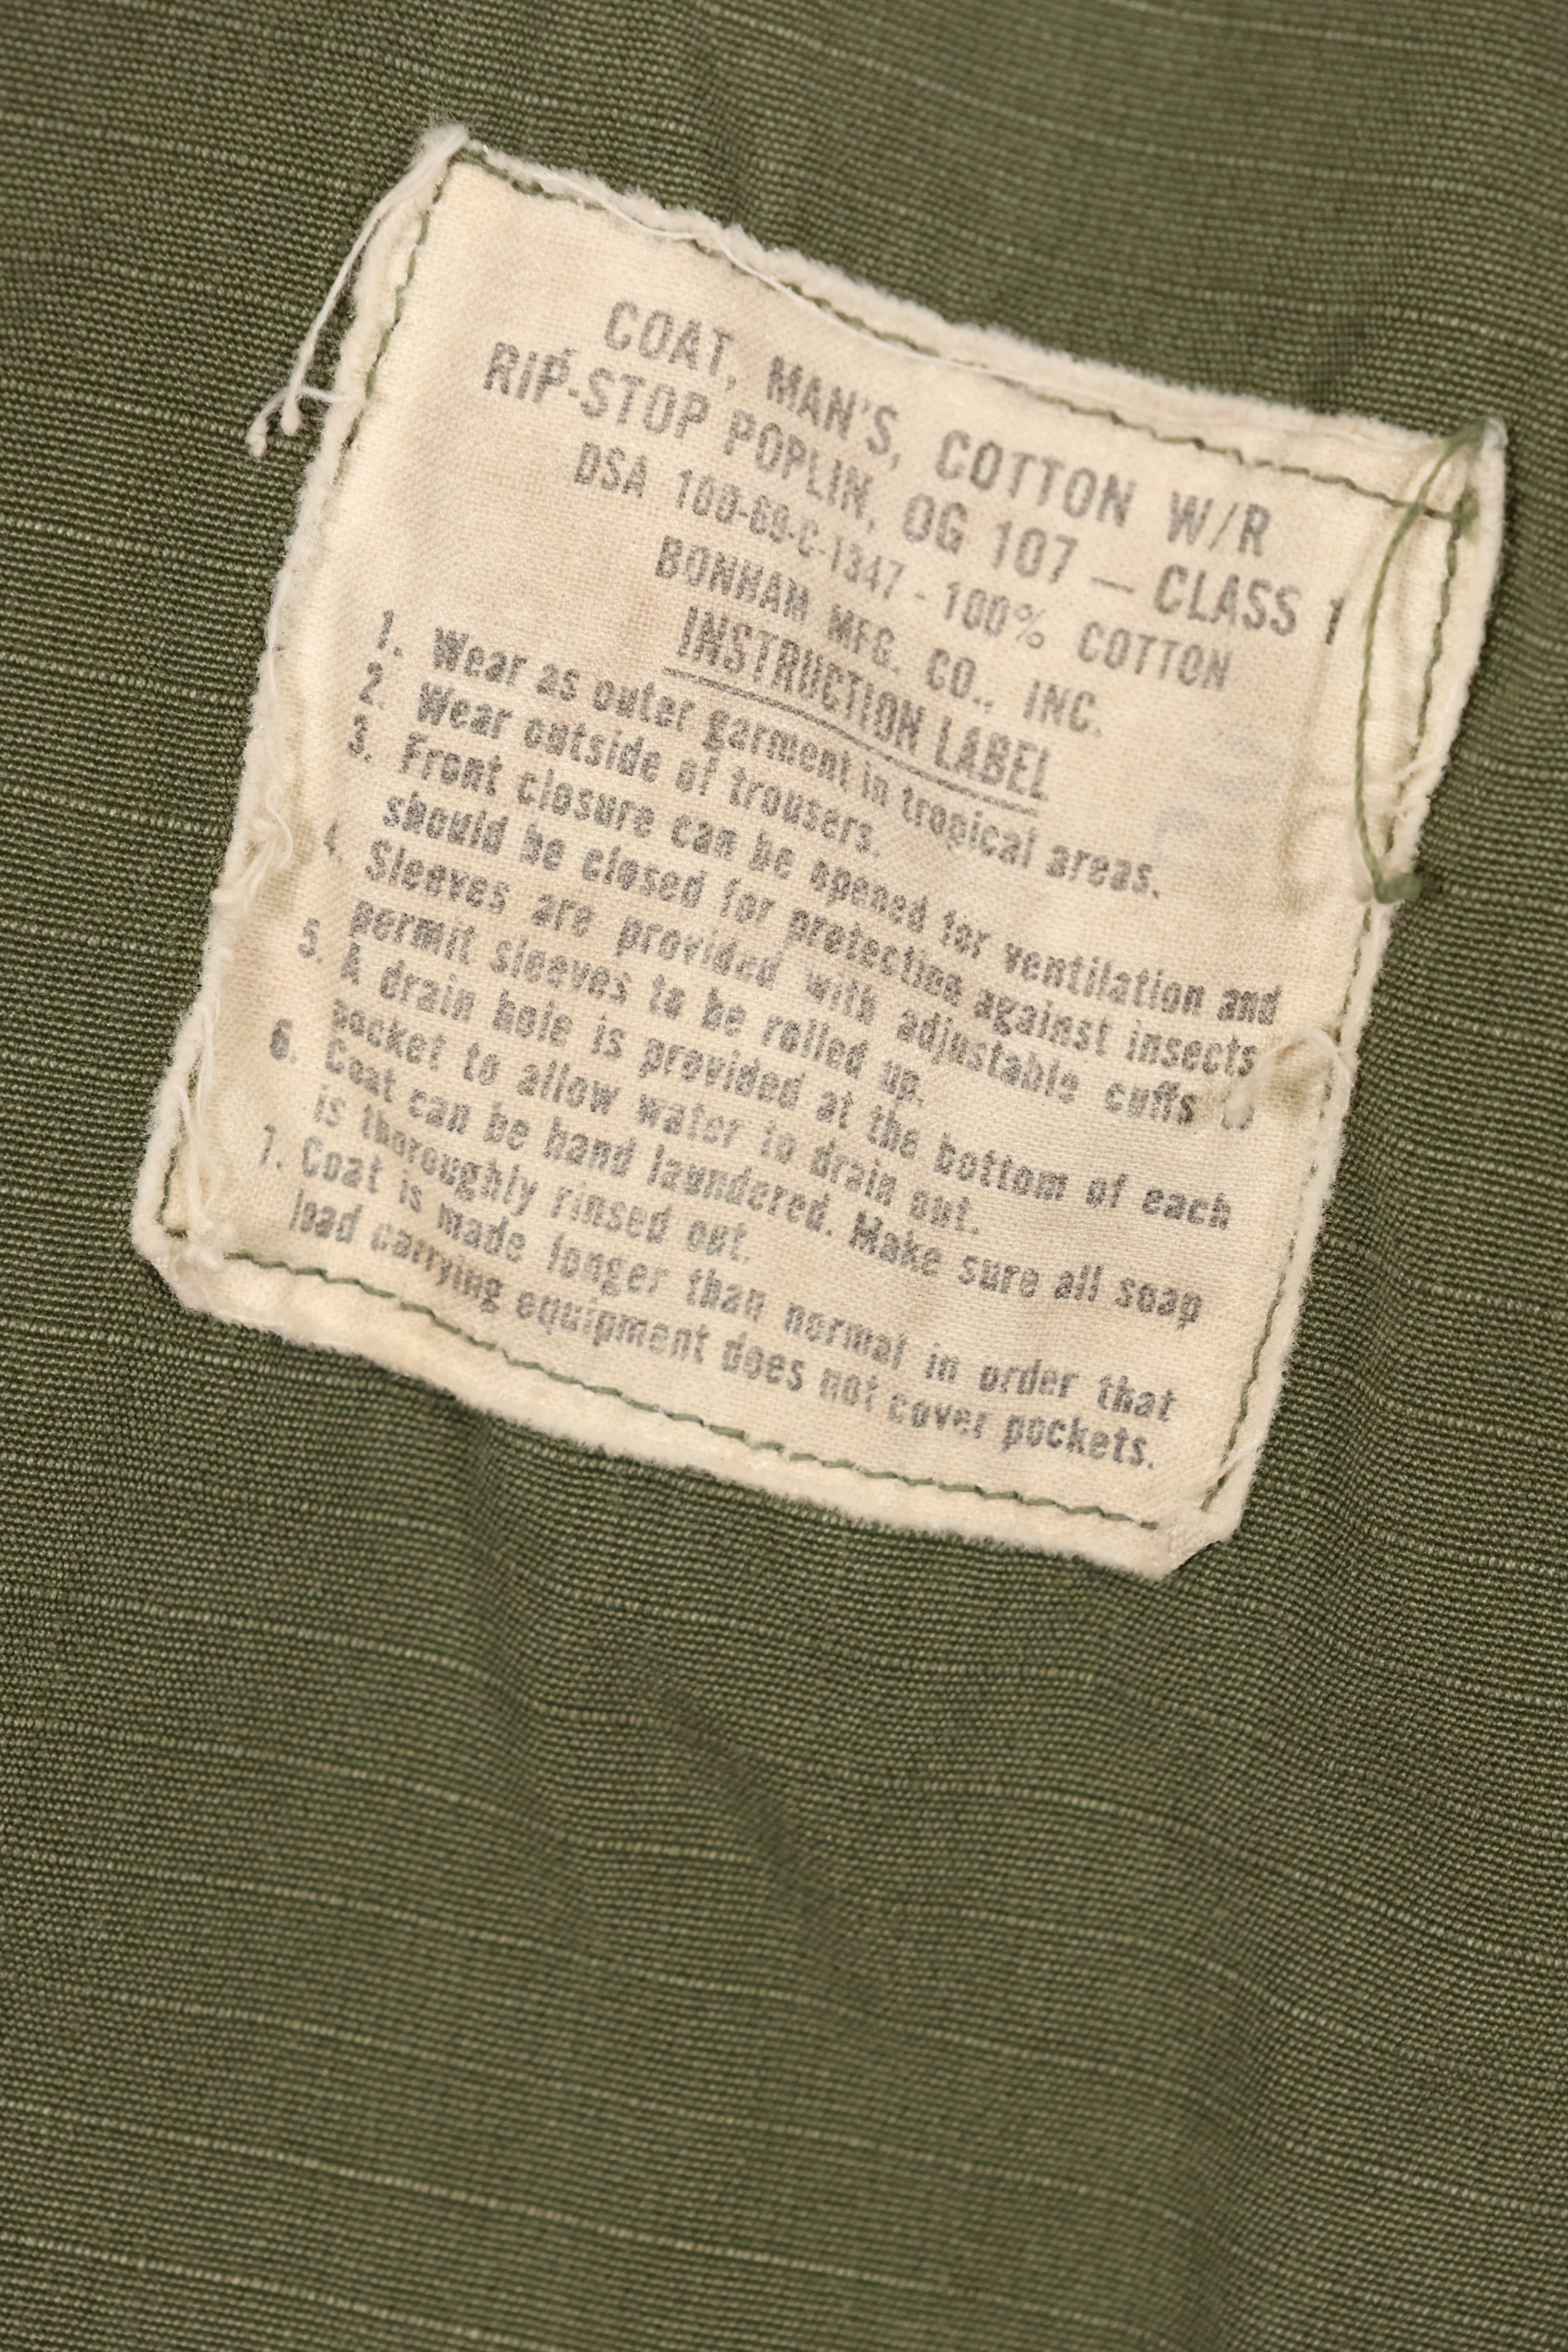 COAT, MAN'S, COTTON W/R
RIP-STOP POPLIN, OG 107 — CLASS 1
DSA 100-69-C-1347 - 100% COTTON
BONHAM MFG. CO., INC.
INSTRUCTION LABEL
1. Wear as outer garment in tropical areas.
2. Wear outside of trousers.
3. Front closure can be opened for ventilation and
should be closed for protection against insects
4. Sleeves are provided with adjustable cuffs to
permit sleeves to be rolled up.
5. A drain hole is provided at the bottom of each
pocket to allow water to drain out.
6. Coat can be hand laundered. Make sure all soap
is thoroughly rinsed out.
7. Coat is made longer than normal in order that
load carrying equipment does not cover pockets.